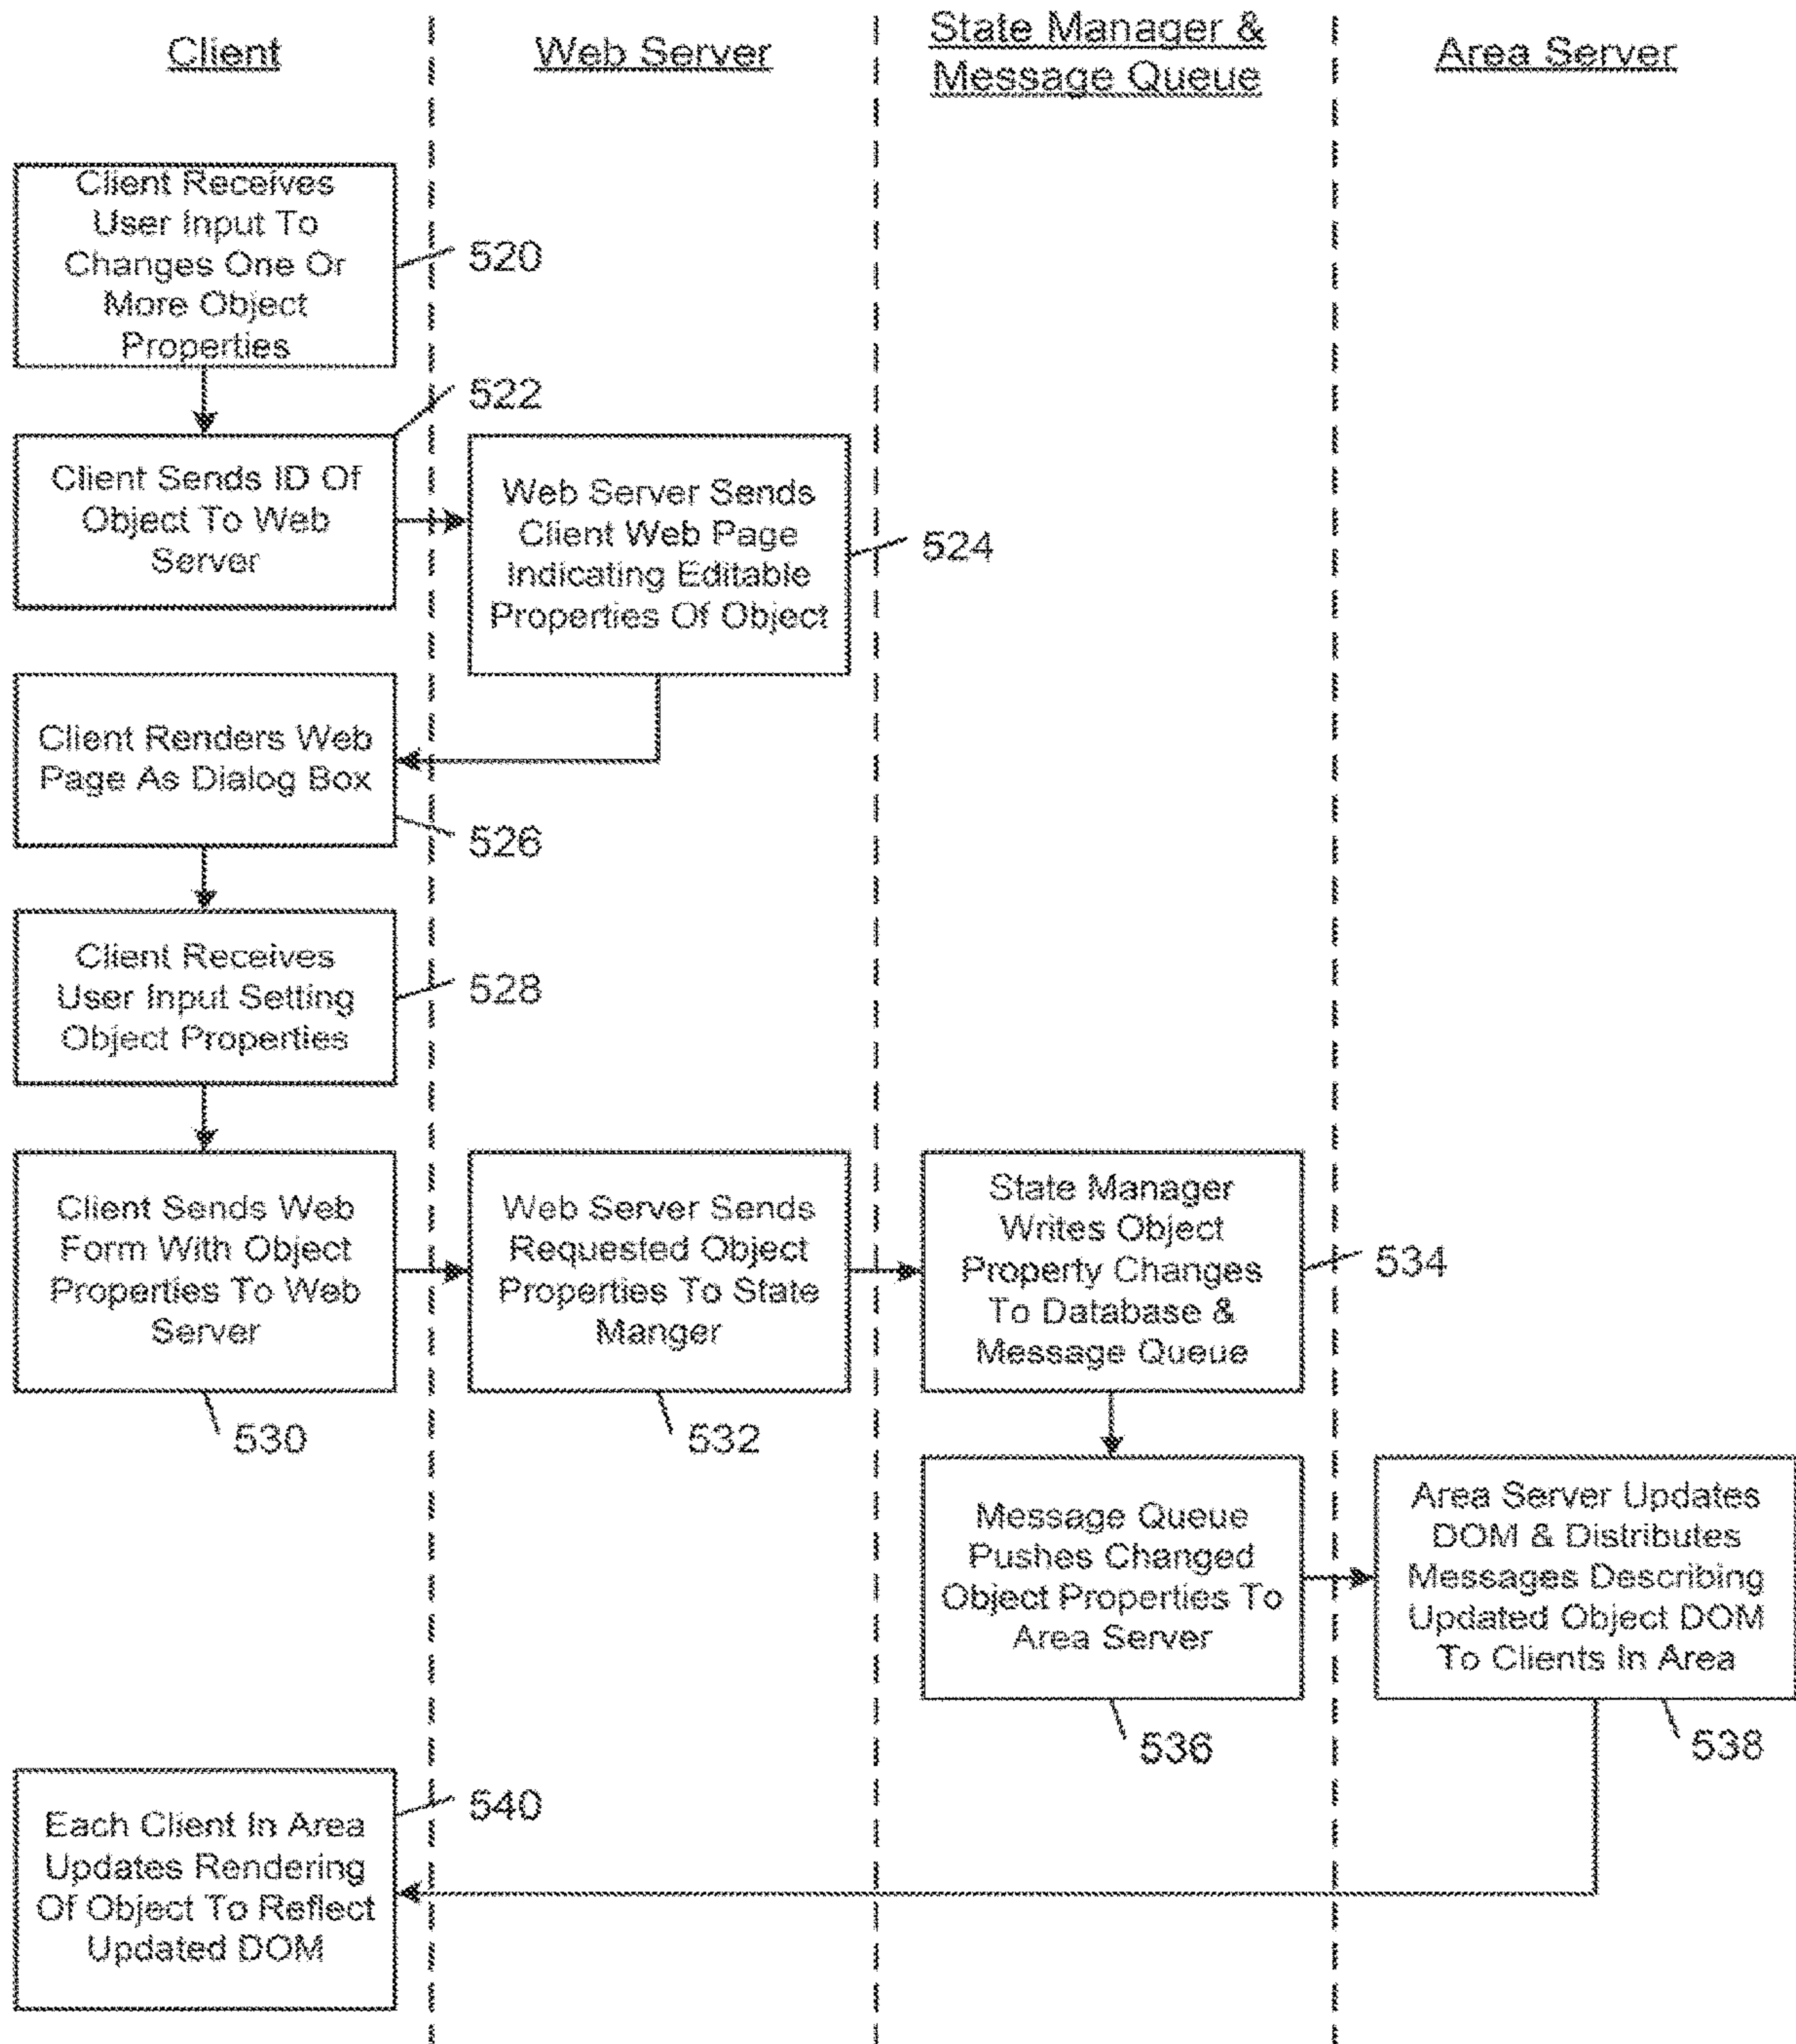 Client
Web Server
State Manager &
Message Queue
Area Server
Client Receives
User Input To
Changes One Or
More Object
Properties
520
522
Client Sends ID Of
Object To Web
Server
Web Server Sends
Client Web Page
Indicating Editable
Properties Of Object
524
Client Renders Web
Page As Dialog Box
526
Client Receives
User Input Setting
Object Properties
528
Client Sends Web
Form With Object
Properties To Web
Server
530
Web Server Sends
Requested Object
Properties To State
Manger
532
State Manager
Writes Object
Property Changes
To Database &
Message Queue
534
Message Queue
Pushes Changed
Object Properties To
Area Server
536
Area Server Updates
DOM & Distributes
Messages Describing
Updated Object DOM
To Clients In Area
538
Each Client In Area
Updates Rendering
Of Object To Reflect
Updated DOM
540